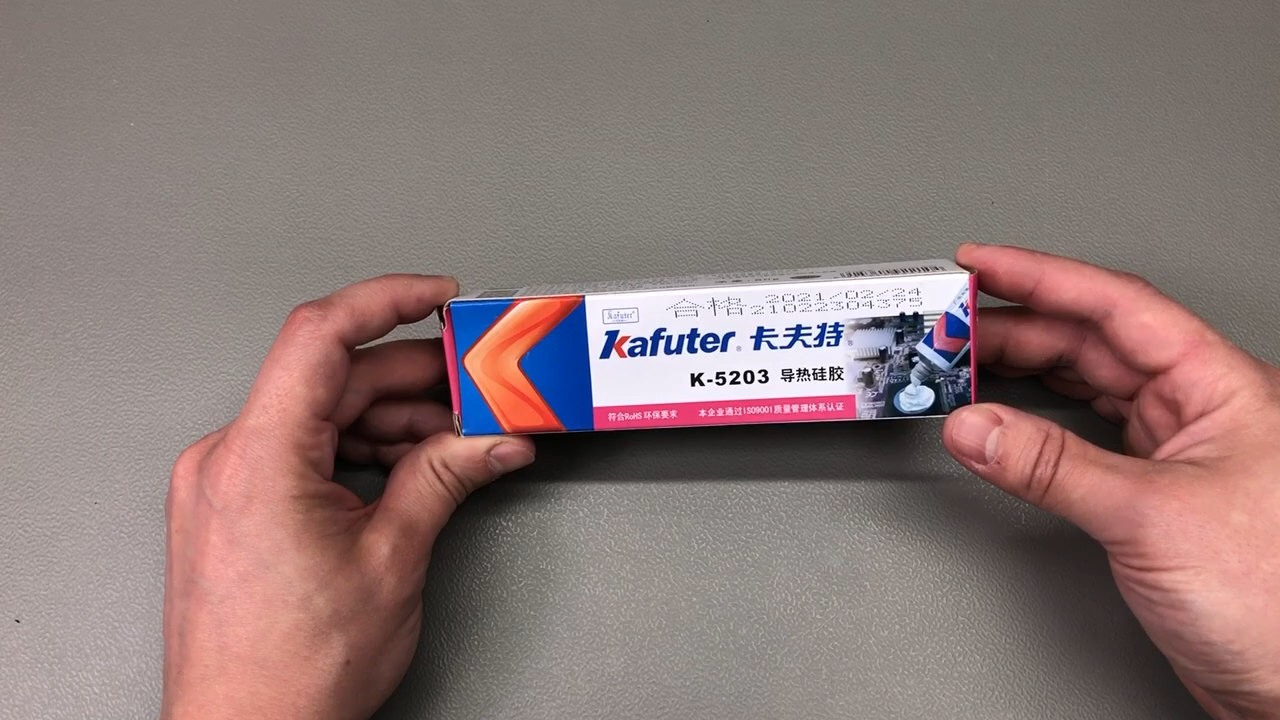 Kafuter®
合格 2021/02/24
21022304375
Kafuter® 卡夫特®
K-5203 导热硅胶
符合RoHS环保要求 本企业通过ISO9001质量管理体系认证